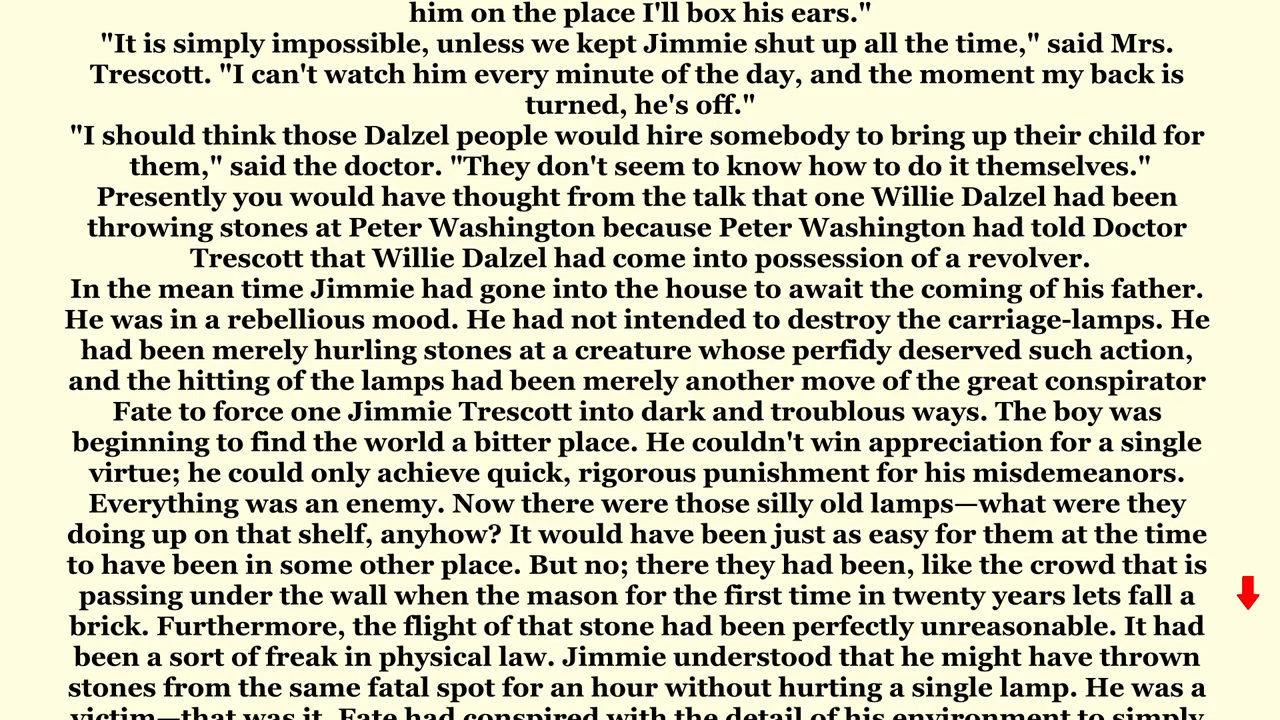 him on the place I'll box his ears."
"It is simply impossible, unless we kept Jimmie shut up all the time," said Mrs.
Trescott. "I can't watch him every minute of the day, and the moment my back is
turned, he's off."
"I should think those Dalzel people would hire somebody to bring up their child for
them," said the doctor. "They don't seem to know how to do it themselves."
Presently you would have thought from the talk that one Willie Dalzel had been
throwing stones at Peter Washington because Peter Washington had told Doctor
Trescott that Willie Dalzel had come into possession of a revolver.
In the mean time Jimmie had gone into the house to await the coming of his father.
He was in a rebellious mood. He had not intended to destroy the carriage-lamps. He
had been merely hurling stones at a creature whose perfidy deserved such action,
and the hitting of the lamps had been merely another move of the great conspirator
Fate to force one Jimmie Trescott into dark and troublous ways. The boy was
beginning to find the world a bitter place. He couldn't win appreciation for a single
virtue; he could only achieve quick, rigorous punishment for his misdemeanors.
Everything was an enemy. Now there were those silly old lamps—what were they
doing up on that shelf, anyhow? It would have been just as easy for them at the time
to have been in some other place. But no; there they had been, like the crowd that is
passing under the wall when the mason for the first time in twenty years lets fall a
brick. Furthermore, the flight of that stone had been perfectly unreasonable. It had
been a sort of freak in physical law. Jimmie understood that he might have thrown
stones from the same fatal spot for an hour without hurting a single lamp. He was a
victim—that was it. Fate had conspired with the detail of his environment to simply